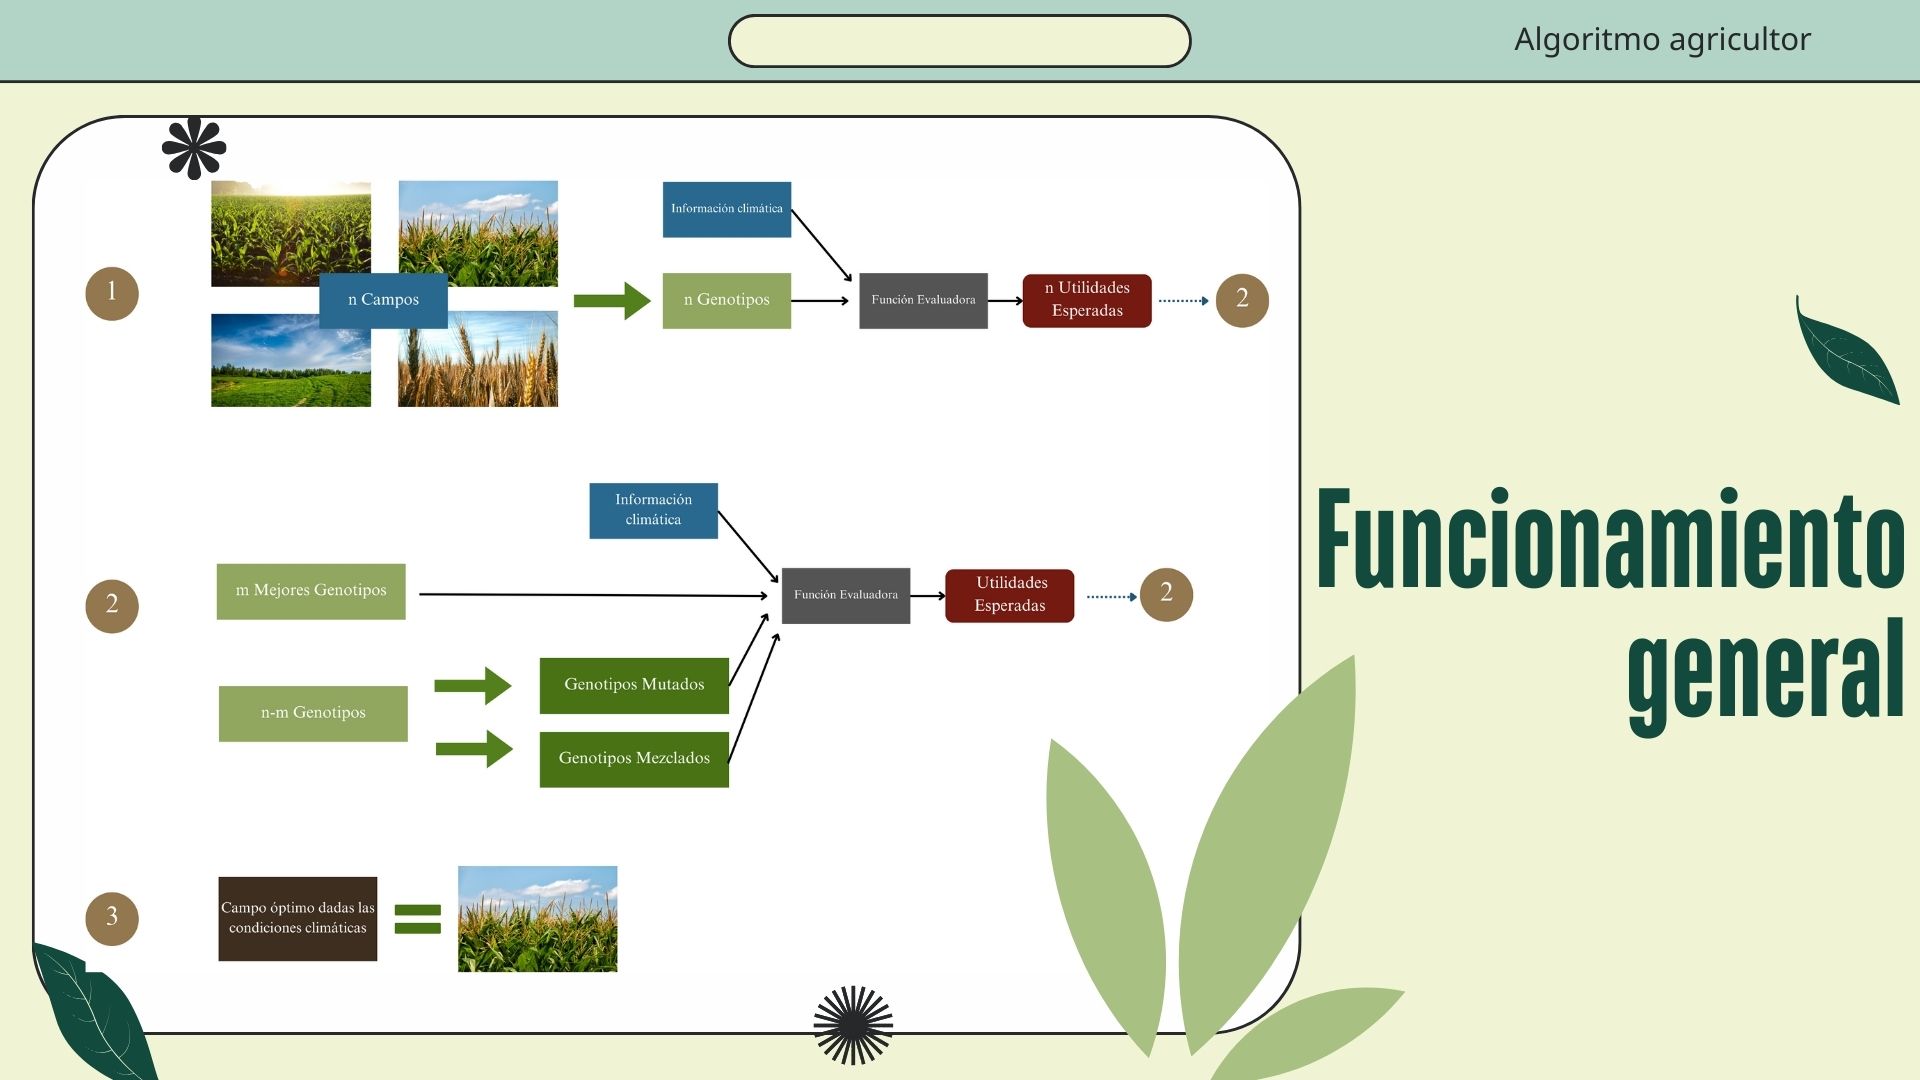 Algoritmo agricultor
1
n Campos
Información climática
n Genotipos
Función Evaluadora
n Utilidades
Esperadas
2
Funcionamiento
general
2
Información
climática
m Mejores Genotipos
Función Evaluadora
Utilidades
Esperadas
2
n-m Genotipos
Genotipos Mutados
Genotipos Mezclados
3
Campo óptimo dadas las
condiciones climáticas